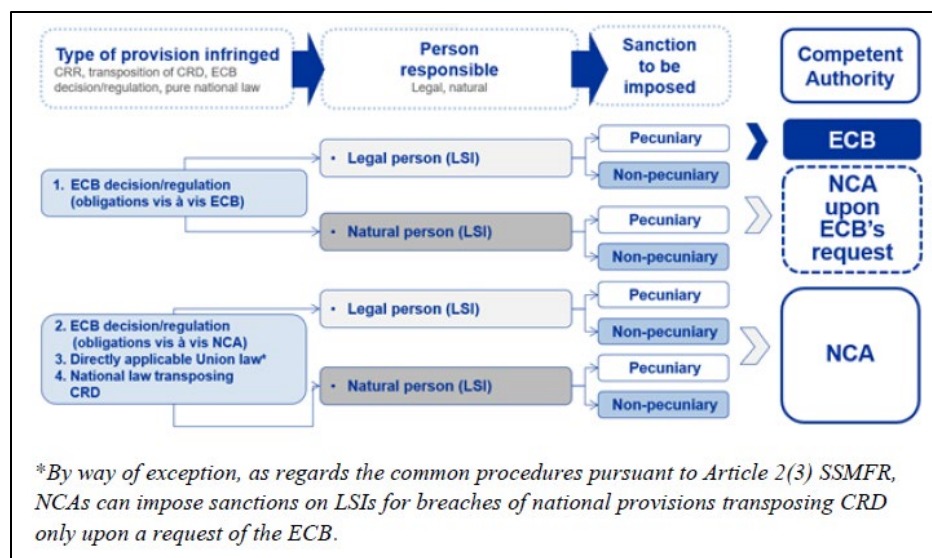 Type of provision infringed
CRR, transposition of CRD, ECB
decision/regulation, pure national law
Person
responsible
Legal, natural
Sanction
to be
imposed
Competent
Authority
1. ECB decision/regulation
(obligations vis à vis ECB)
• Legal person (LSI)
Pecuniary
Non-pecuniary
• Natural person (LSI)
Pecuniary
Non-pecuniary
ECB
NCA
upon
ECB's
request
2. ECB decision/regulation
(obligations vis à vis NCA)
3. Directly applicable Union law*
4. National law transposing
CRD
• Legal person (LSI)
Pecuniary
Non-pecuniary
• Natural person (LSI)
Pecuniary
Non-pecuniary
NCA
*By way of exception, as regards the common procedures pursuant to Article 2(3) SSMFR,
NCAs can impose sanctions on LSIs for breaches of national provisions transposing CRD
only upon a request of the ECB.